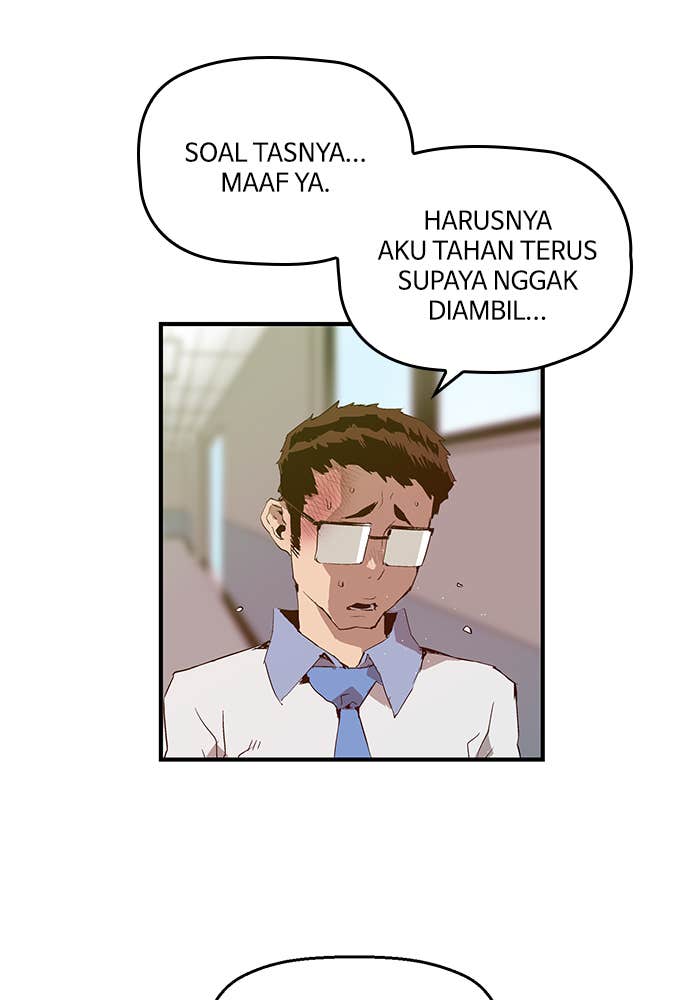 SOAL TASNYA...
MAAF YA.
HARUSNYA
AKU TAHAN TERUS
SUPAYA NGGAK
DIAMBIL...